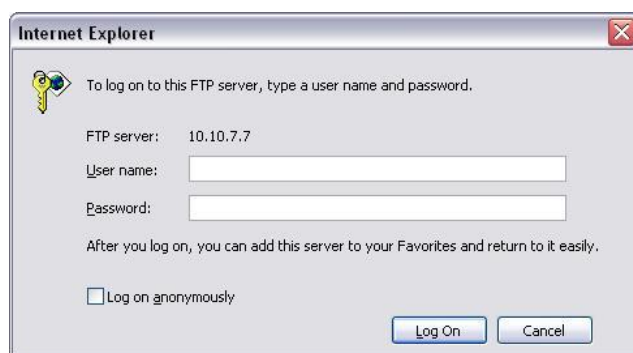 Internet Explorer
To log on to this FTP server, type a user name and password.
FTP server: 10.10.7.7
User name:
Password:
After you log on, you can add this server to your Favorites and return to it easily.
Log on anonymously
Log On Cancel